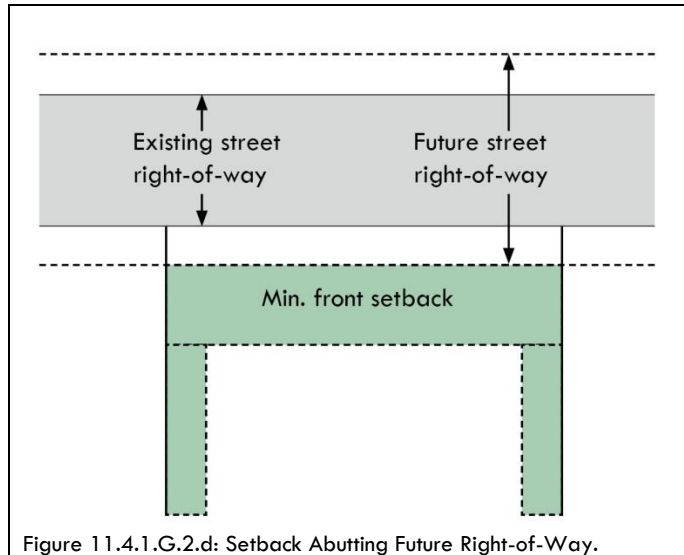 Existing street
right-of-way
Future street
right-of-way
Min. front setback
Figure 11.4.1.G.2.d: Setback Abutting Future Right-of-Way.